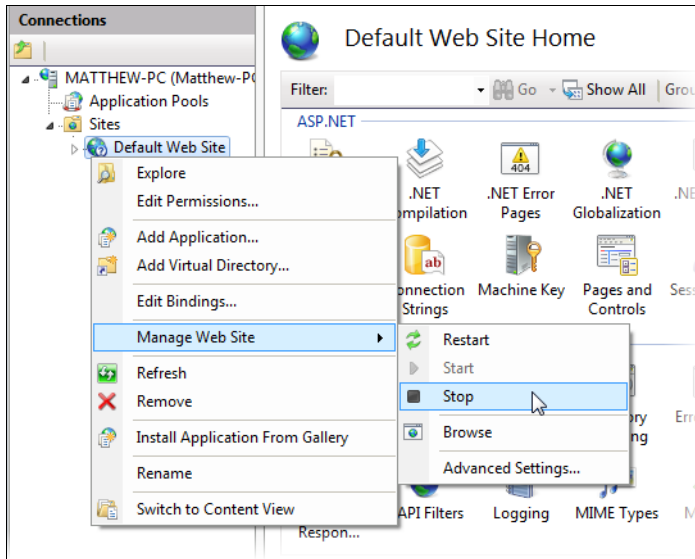 Connections
MATTHEW-PC (Matthew-P
Application Pools
Sites
Default Web Site
Default Web Site Home
Filter:
Go
Show All
ASP.NET
.NET
.NET Error
.NET
Pages
Globalization
Machine Key
Pages and
Strings
Controls
Explore
Edit Permissions...
Add Application...
Add Virtual Directory...
Edit Bindings...
Manage Web Site
Refresh
Remove
Install Application From Gallery
Rename
Switch to Content View
Restart
Start
Stop
Browse
Advanced Settings...
404
ab
API Filters
Logging
MIME Types
Respon...